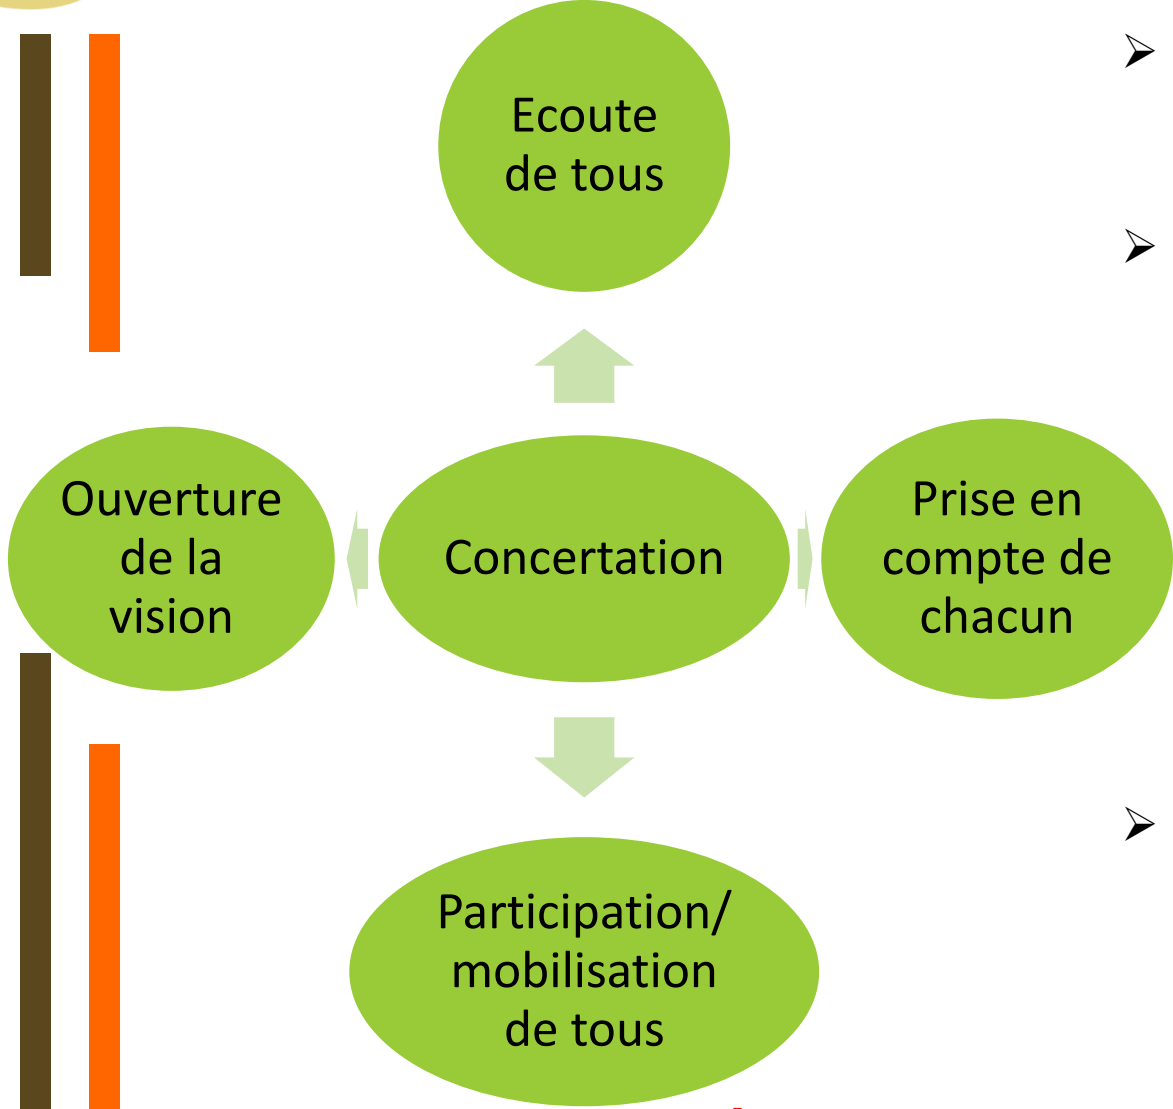 Ecoute
de tous
Ouverture
de la
vision
Concertation
Prise en
compte de
chacun
Participation/
mobilisation
de tous